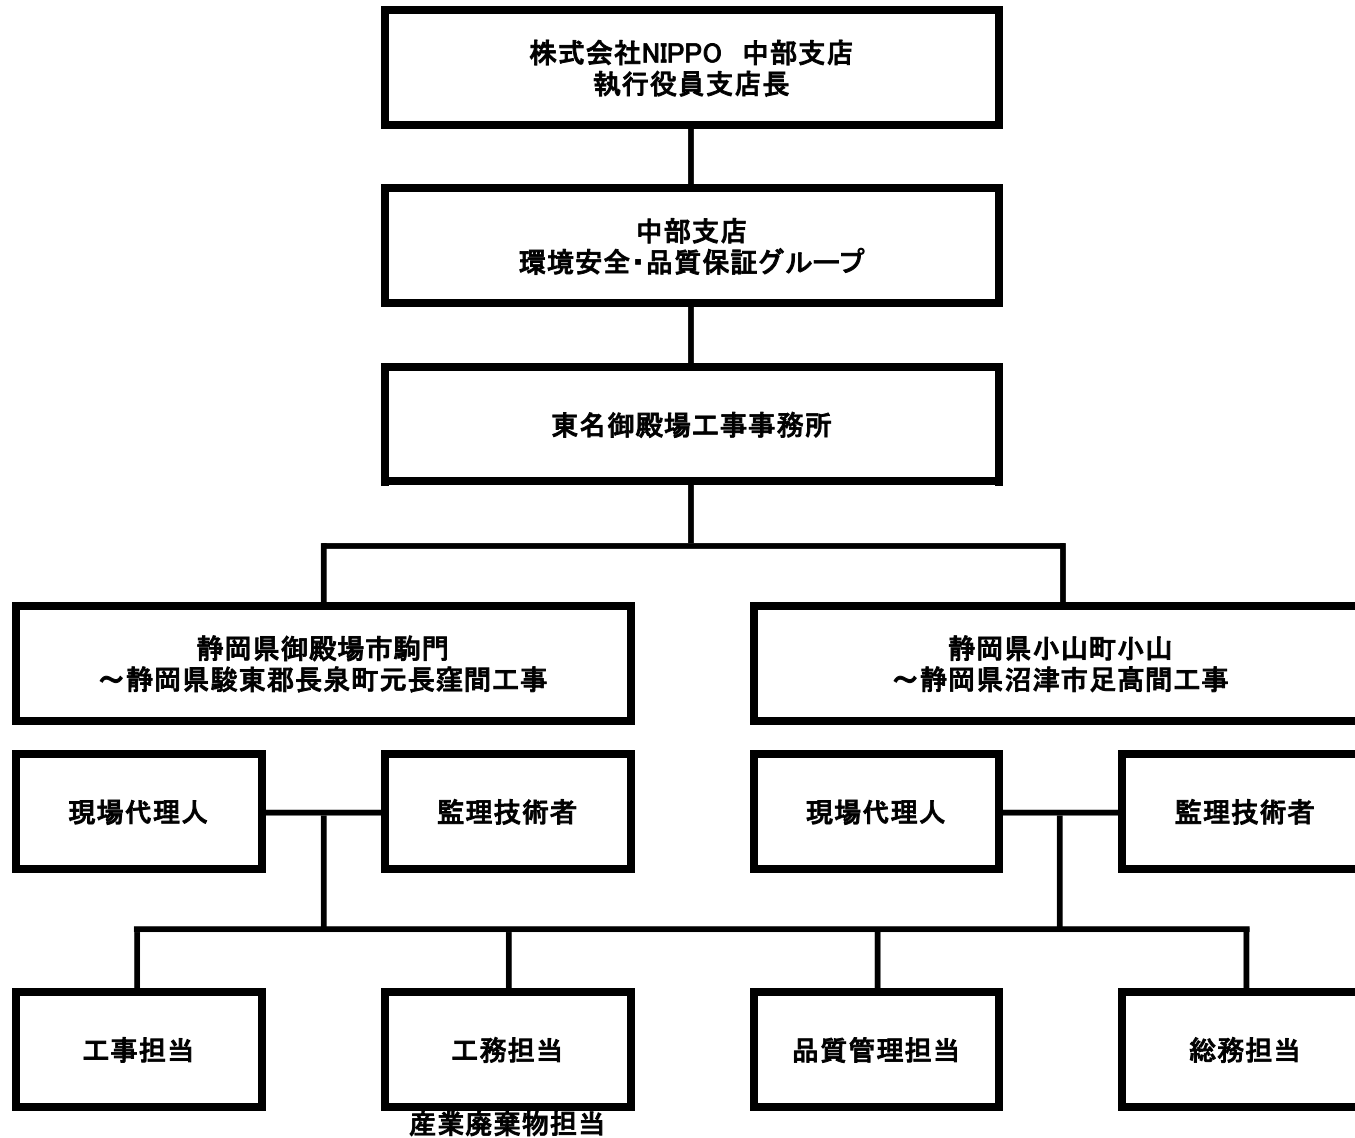 株式会社NIPPO　中部支店
執行役員支店長
中部支店
環境安全・品質保証グループ
東名御殿場工事事務所
静岡県御殿場市駒門
～静岡県駿東郡長泉町元長窪間工事
静岡県小山町小山
～静岡県沼津市足髙間工事
現場代理人
監理技術者
現場代理人
監理技術者
工事担当
工務担当
品質管理担当
総務担当
産業廃棄物担当